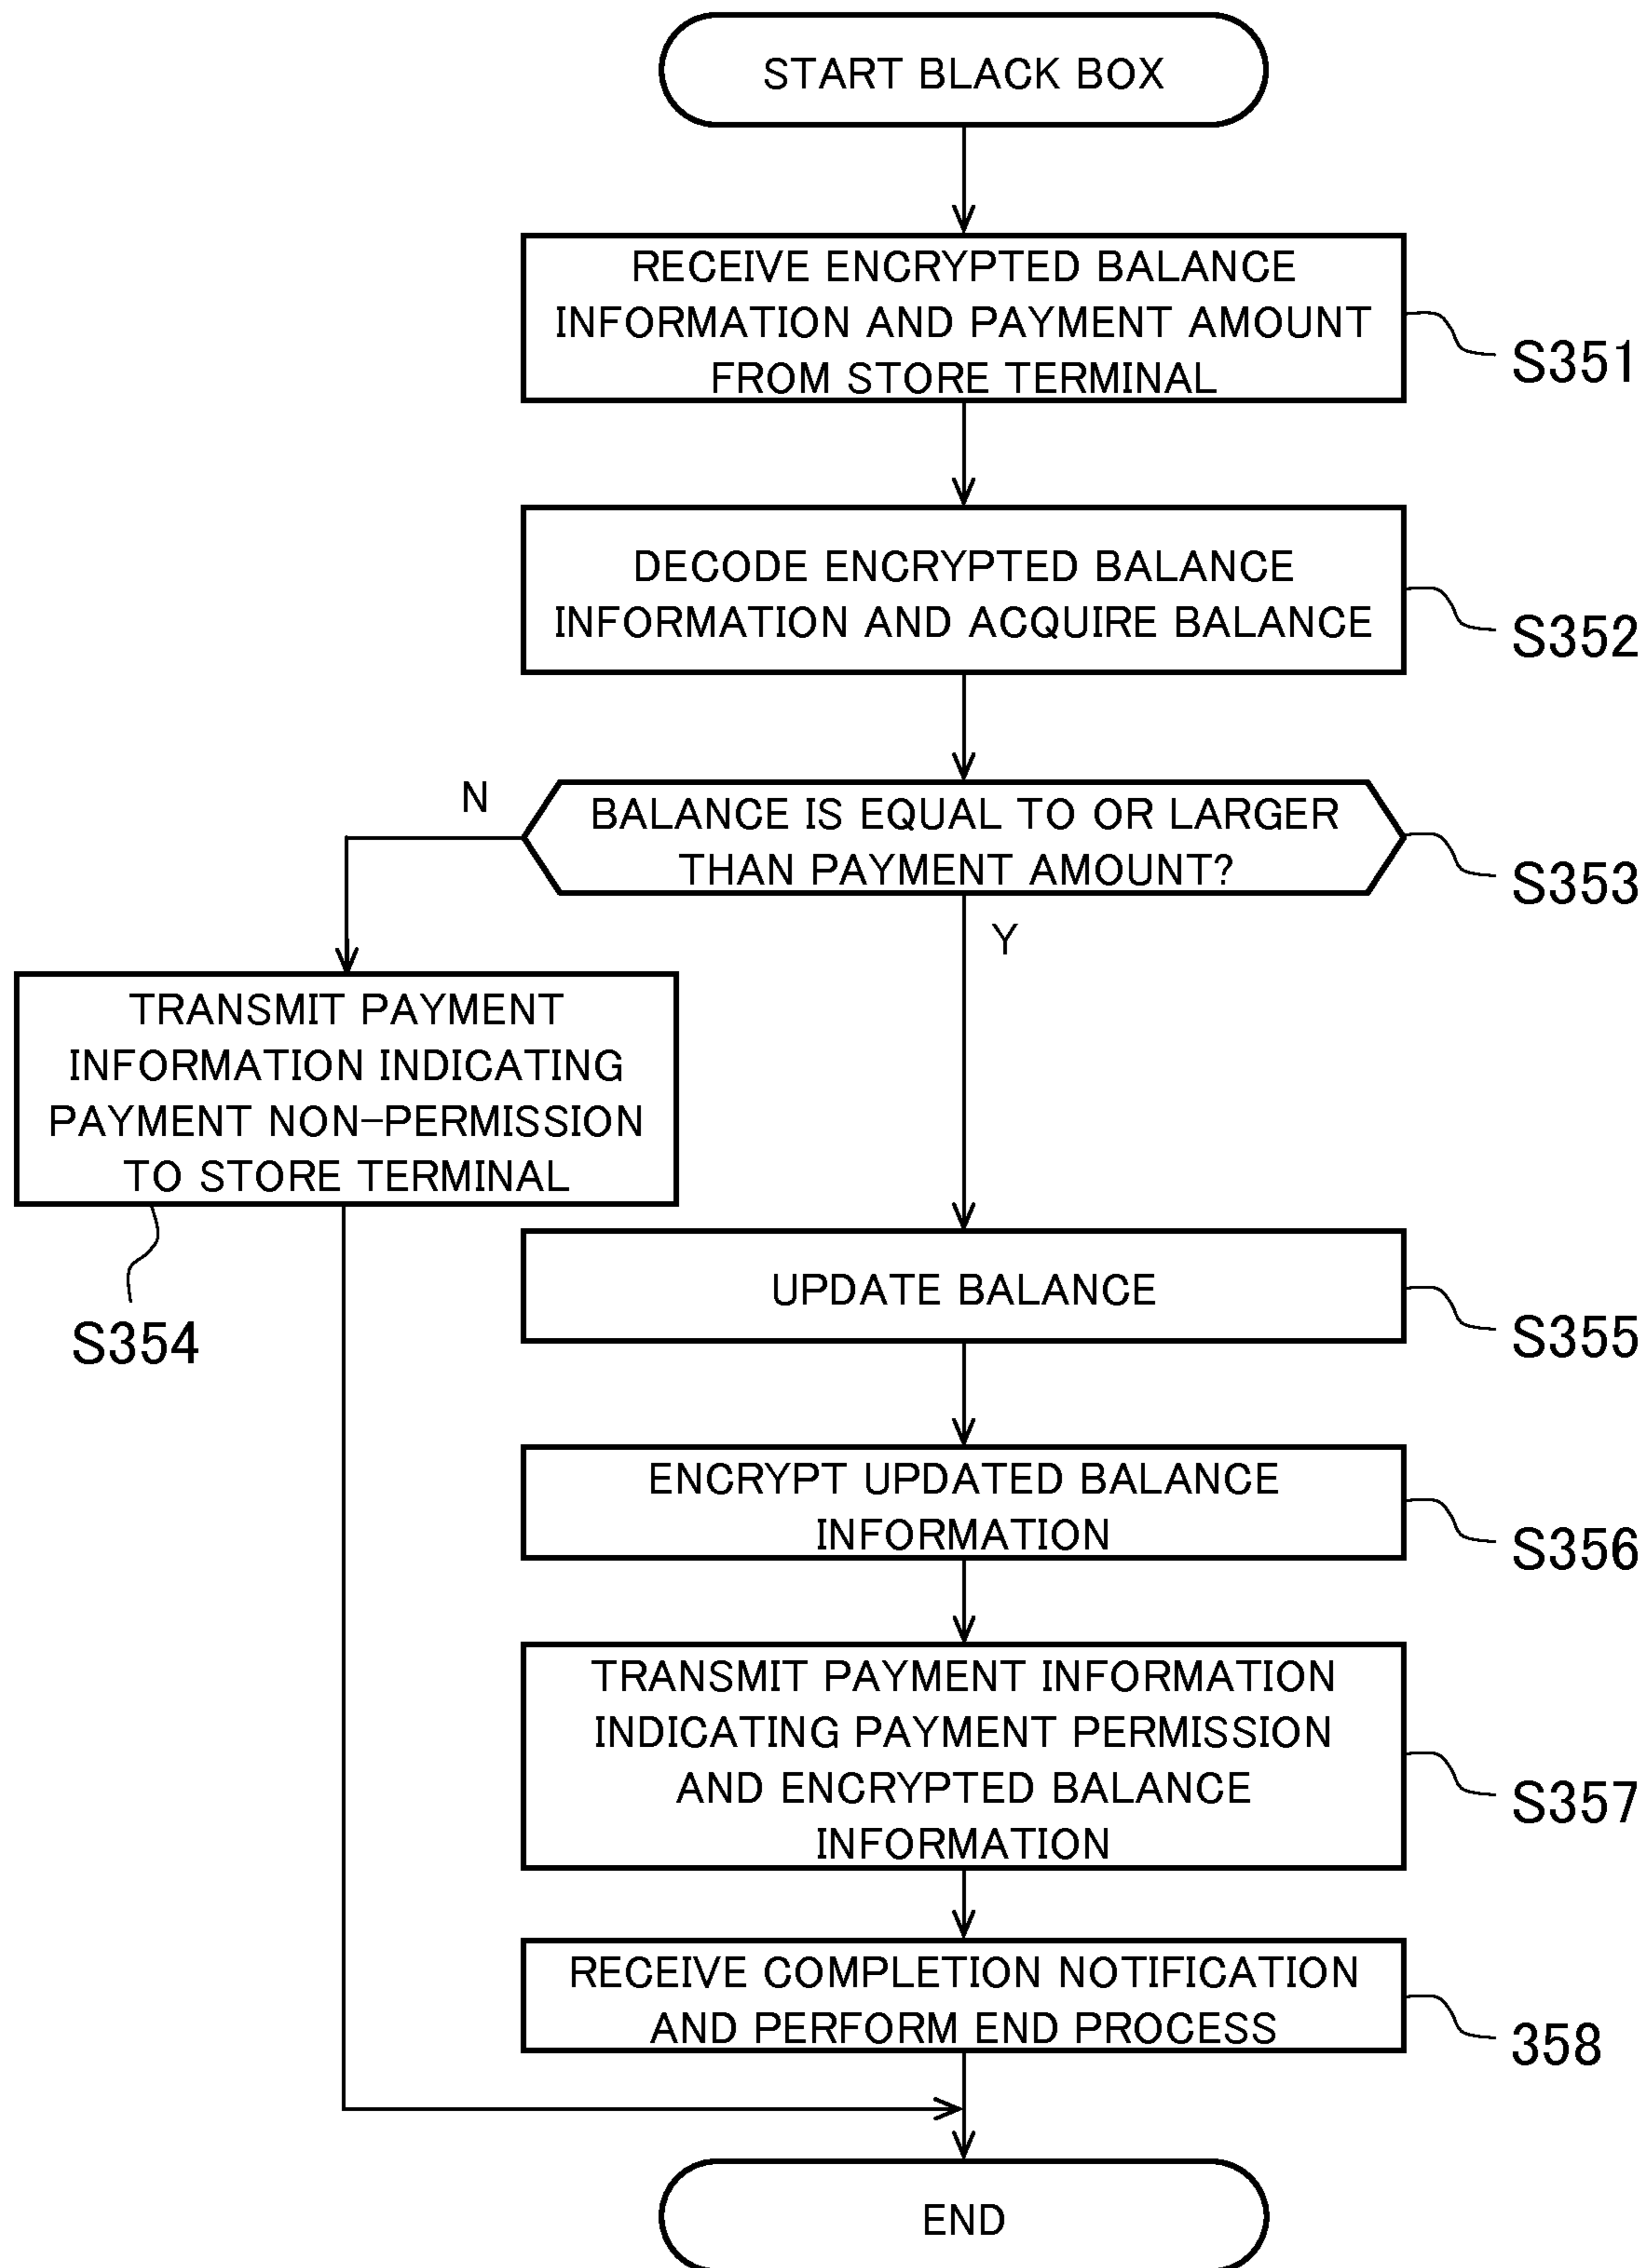 START BLACK BOX
RECEIVE ENCRYPTED BALANCE
INFORMATION AND PAYMENT AMOUNT
FROM STORE TERMINAL
S351
DECODE ENCRYPTED BALANCE
INFORMATION AND ACQUIRE BALANCE
S352
N
BALANCE IS EQUAL TO OR LARGER
THAN PAYMENT AMOUNT?
S353
Y
TRANSMIT PAYMENT
INFORMATION INDICATING
PAYMENT NON-PERMISSION
TO STORE TERMINAL
S354
UPDATE BALANCE
S355
ENCRYPT UPDATED BALANCE
INFORMATION
S356
TRANSMIT PAYMENT INFORMATION
INDICATING PAYMENT PERMISSION
AND ENCRYPTED BALANCE
INFORMATION
S357
RECEIVE COMPLETION NOTIFICATION
AND PERFORM END PROCESS
358
END